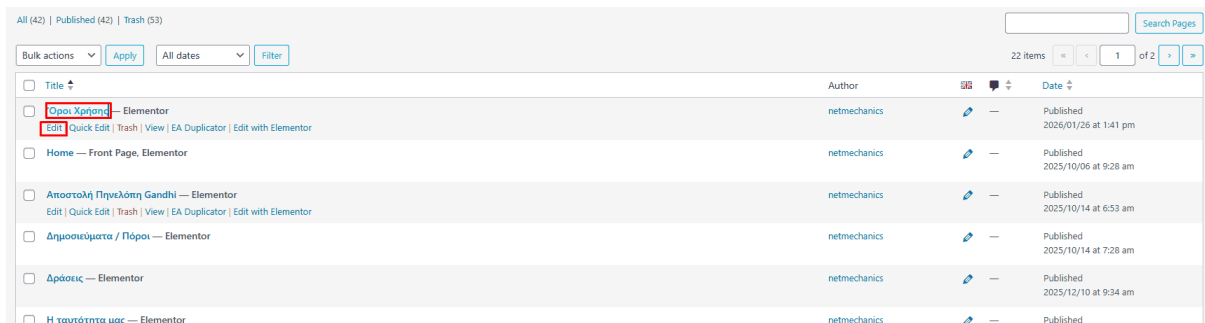 All (42) | Published (42) | Trash (53)
Search Pages
Bulk actions Apply All dates Filter 22 items « ‹ 1 of 2 › »
Title Author Date
Όροι Χρήσης — Elementor netmechanics — Published
Edit | Quick Edit | Trash | View | EA Duplicator | Edit with Elementor 2026/01/26 at 1:41 pm
Home — Front Page, Elementor netmechanics — Published
2025/10/06 at 9:28 am
Αποστολή Πηνελόπη Gandhi — Elementor netmechanics — Published
Edit | Quick Edit | Trash | View | EA Duplicator | Edit with Elementor 2025/10/14 at 6:53 am
Δημοσιεύματα / Πόροι — Elementor netmechanics — Published
2025/10/14 at 7:28 am
Δράσεις — Elementor netmechanics — Published
2025/12/10 at 9:34 am
Η ταυτότητα μας — Elementor netmechanics — Published